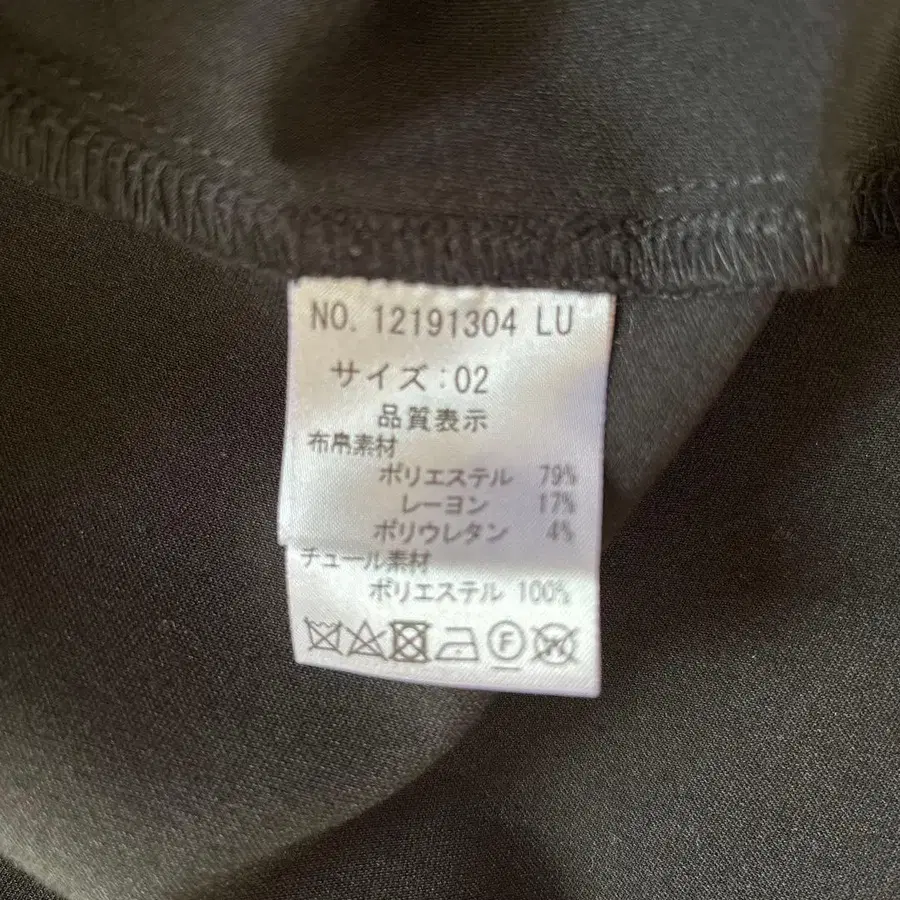 NO. 12191304 LU
サイズ:02
品質表示
布帛素材
ポリエステル 79%
レーヨン 17%
ポリウレタン 4%
チュール素材
ポリエステル 100%
F W